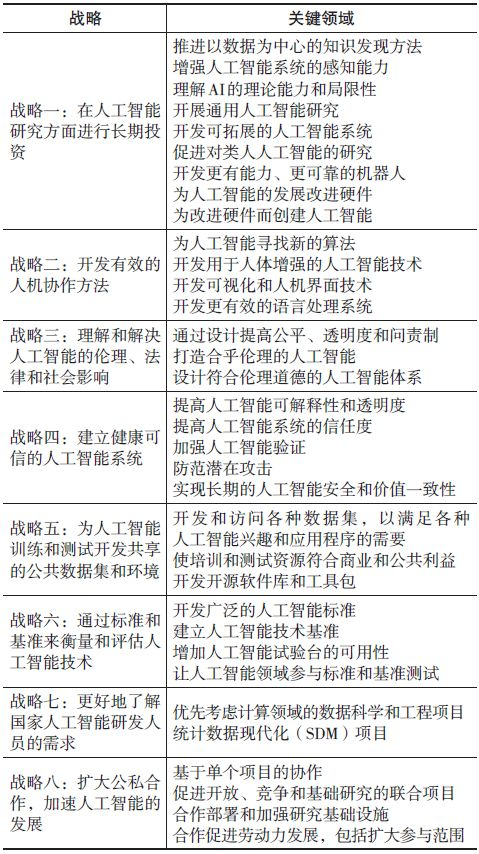 战略
关键领域
战略一：在人工智能
研究方面进行长期投
资
推进以数据为中心的知识发现方法
增强人工智能系统的感知能力
理解AI的理论能力和局限性
开展通用人工智能研究
开发可拓展的人工智能系统
促进对类人人工智能的研究
开发更有能力、更可靠的机器人
为人工智能的发展改进硬件
为改进硬件而创建人工智能
战略二：开发有效的
人机协作方法
为人工智能寻找新的算法
开发用于人体增强的人工智能技术
开发可视化和人机界面技术
开发更有效的语言处理系统
战略三：理解和解决
人工智能的伦理、法
律和社会影响
通过设计提高公平、透明度和问责制
打造合乎伦理的人工智能
设计符合伦理道德的人工智能体系
战略四：建立健康可
信的人工智能系统
提高人工智能可解释性和透明度
提高人工智能系统的信任度
加强人工智能验证
防范潜在攻击
实现长期的人工智能安全和价值一致性
战略五：为人工智能
训练和测试开发共享
的公共数据集和环境
开发和访问各种数据集，以满足各种
人工智能兴趣和应用程序的需要
使培训和测试资源符合商业和公共利益
开发开源软件库和工具包
战略六：通过标准和
基准来衡量和评估人
工智能技术
开发广泛的人工智能标准
建立人工智能技术基准
增加人工智能试验台的可用性
让人工智能领域参与标准和基准测试
战略七：更好地了解
国家人工智能研发人
员的需求
优先考虑计算领域的数据科学和工程项目
统计数据现代化（SDM）项目
战略八：扩大公私合
作，加速人工智能的
发展
基于单个项目的协作
促进开放、竞争和基础研究的联合项目
合作部署和加强研究基础设施
合作促进劳动力发展，包括扩大参与范围